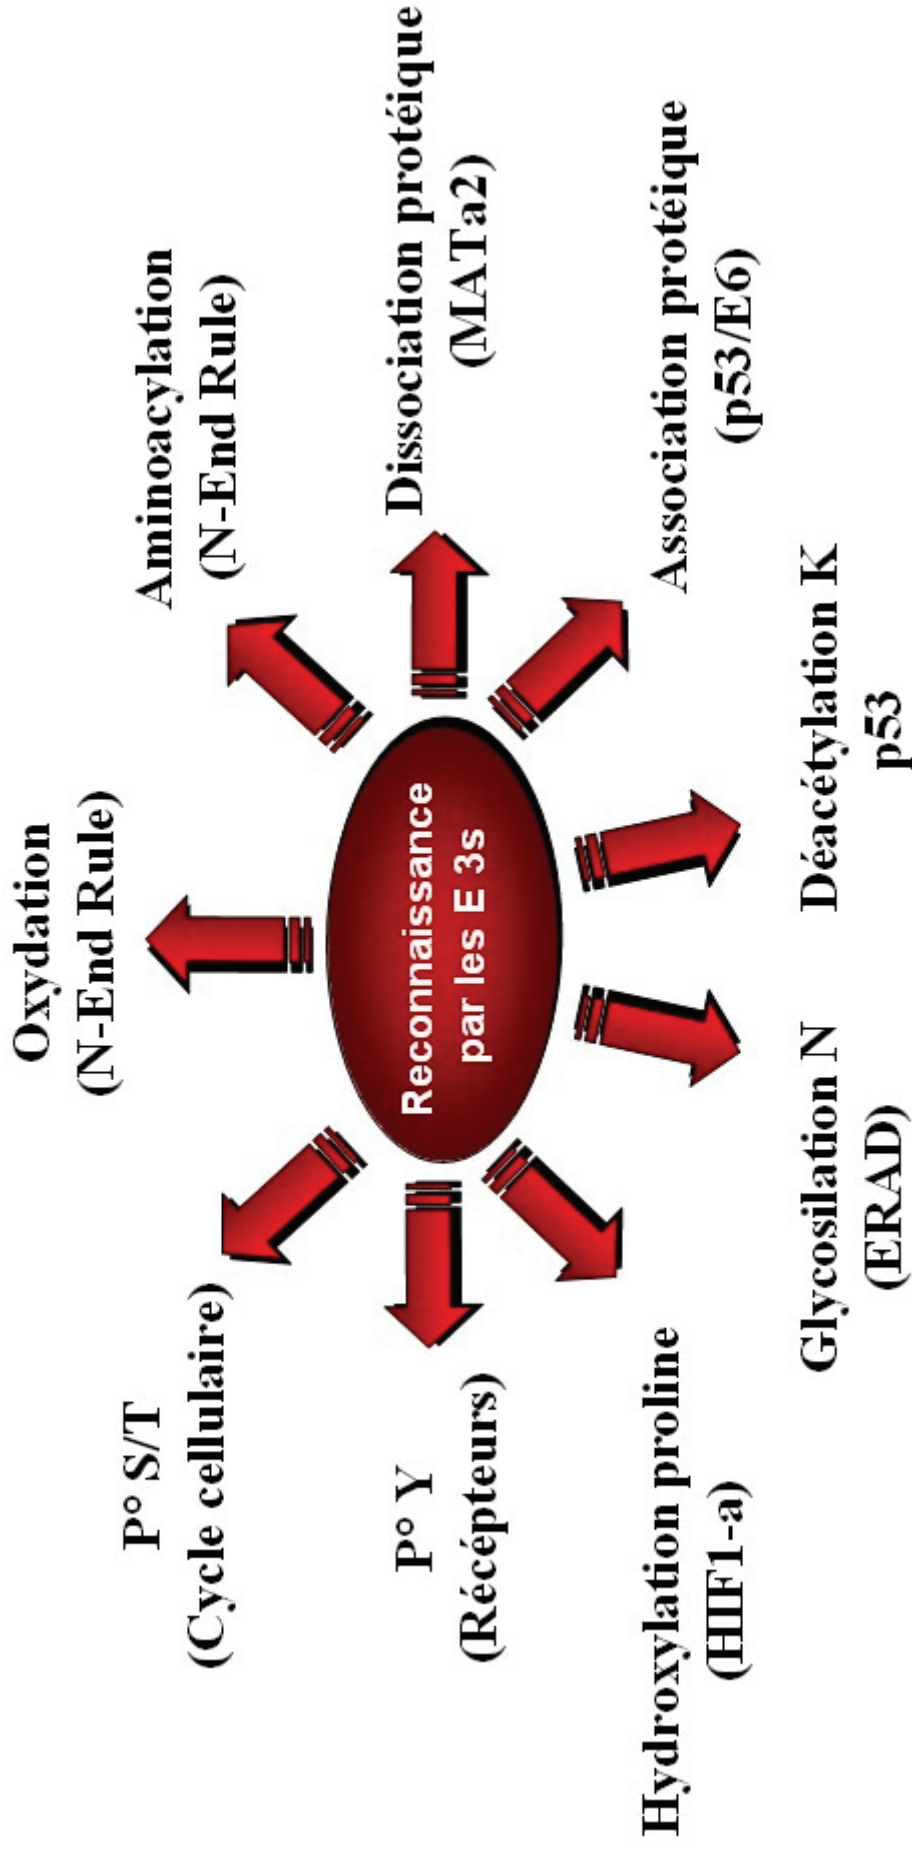 Oxydation
(N-End Rule)
P° S/T
(Cycle cellulaire)
Aminoacylation
(N-End Rule)
P° Y
(Récépteurs)
Reconnaissance
par les E 3s
Dissociation protéique
(MATa2)
Hydroxylation proline
(HIF1-a)
Association protéique
(p53/E6)
Glycosilation N
(ERAD)
Déacétylation K
p53